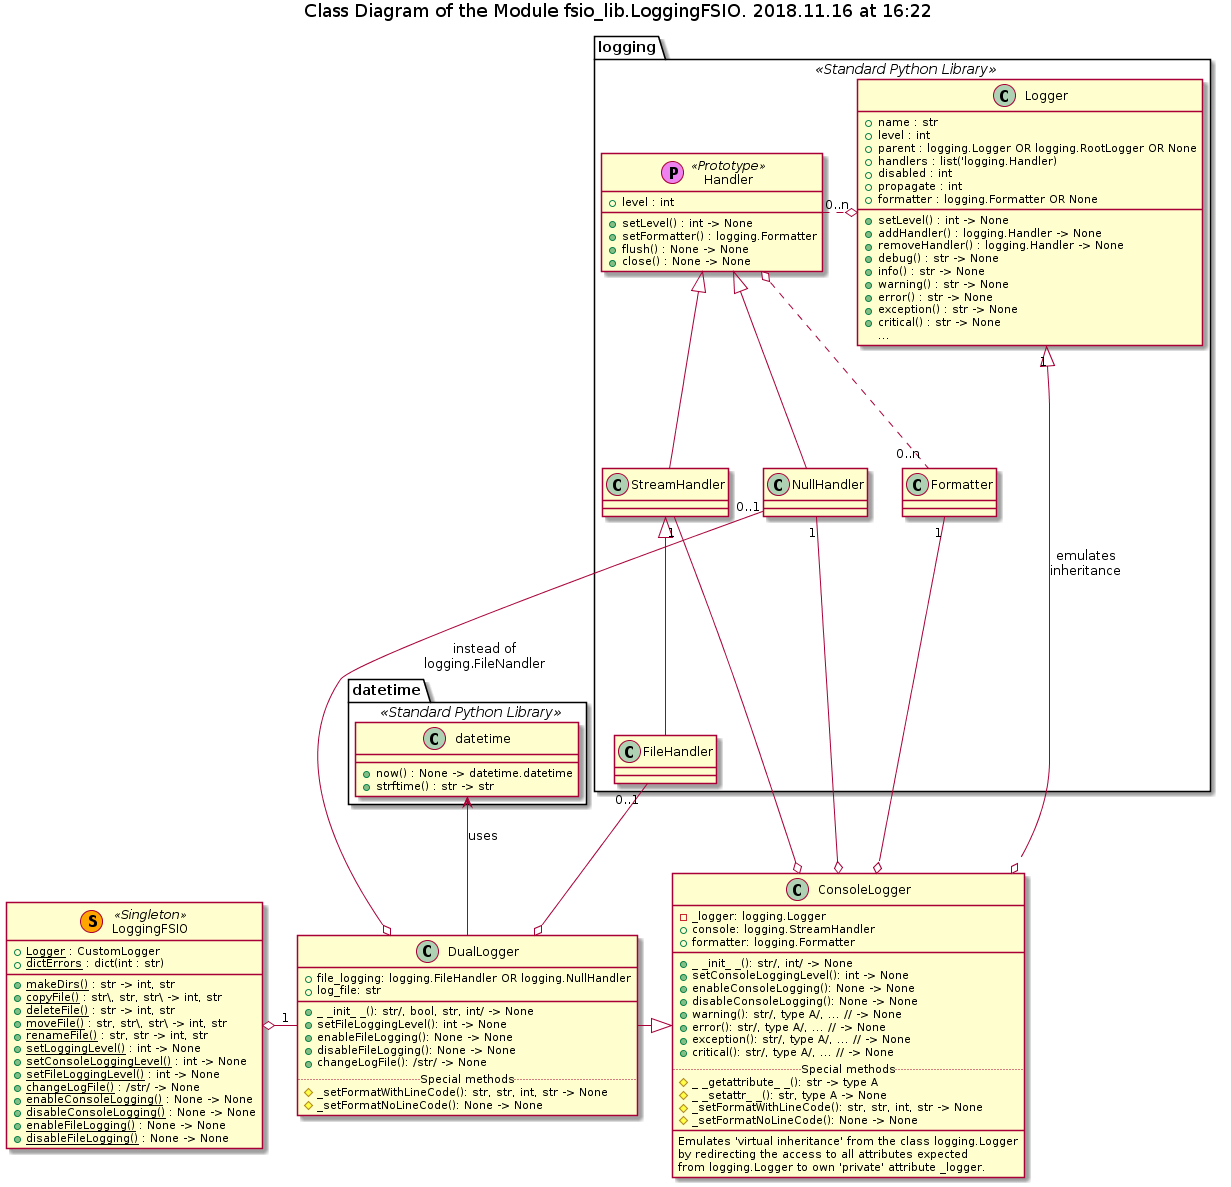 Class Diagram of the Module fsio_lib.LoggingFSIO. 2018.11.16 at 16:22
logging
«Standard Python Library»
Logger
name : str
level : int
parent : logging.Logger OR logging.RootLogger OR None
handlers : list('logging.Handler)
disabled : int
propagate : int
formatter : logging.Formatter OR None
setLevel() : int -> None
addHandler() : logging.Handler -> None
removeHandler() : logging.Handler -> None
debug() : str -> None
info() : str -> None
warning() : str -> None
error() : str -> None
exception() : str -> None
critical() : str -> None
...
P
«Prototype»
Handler
level : int
setLevel() : int -> None
setFormatter() : logging.Formatter
flush() : None -> None
close() : None -> None
0..n
1
0..n
C StreamHandler
C NullHandler
C Formatter
0..1
1
1
1
emulates
inheritance
instead of
logging.FileNandler
datetime
«Standard Python Library»
C datetime
now() : None -> datetime.datetime
strftime() : str -> str
C FileHandler
0..1
uses
S
«Singleton»
LoggingFSIO
Logger : CustomLogger
dictErrors : dict(int : str)
makeDirs() : str -> int, str
copyFile() : str\, str, str\ -> int, str
deleteFile() : str -> int, str
moveFile() : str, str\, str\ -> int, str
renameFile() : str, str -> int, str
setLoggingLevel() : int -> None
setConsoleLoggingLevel() : int -> None
setFileLoggingLevel() : int -> None
changeLogFile() : /str/ -> None
enableConsoleLogging() : None -> None
disableConsoleLogging() : None -> None
enableFileLogging() : None -> None
disableFileLogging() : None -> None
1
C DualLogger
file_logging: logging.FileHandler OR logging.NullHandler
log_file: str
_ _init_ _(): str/, bool, str, int/ -> None
setFileLoggingLevel(): int -> None
enableFileLogging(): None -> None
disableFileLogging(): None -> None
changeLogFile(): /str/ -> None
Special methods
_setFormatWithLineCode(): str, str, int, str -> None
_setFormatNoLineCode(): None -> None
C ConsoleLogger
_logger: logging.Logger
console: logging.StreamHandler
formatter: logging.Formatter
_ _init_ _(): str/, int/ -> None
setConsoleLoggingLevel(): int -> None
enableConsoleLogging(): None -> None
disableConsoleLogging(): None -> None
warning(): str/, type A/, ... // -> None
error(): str/, type A/, ... // -> None
exception(): str/, type A/, ... // -> None
critical(): str/, type A/, ... // -> None
Special methods
_ _getattribute_ _(): str -> type A
_ _setattr_ _(): str, type A -> None
_setFormatWithLineCode(): str, str, int, str -> None
_setFormatNoLineCode(): None -> None
Emulates 'virtual inheritance' from the class logging.Logger
by redirecting the access to all attributes expected
from logging.Logger to own 'private' attribute _logger.